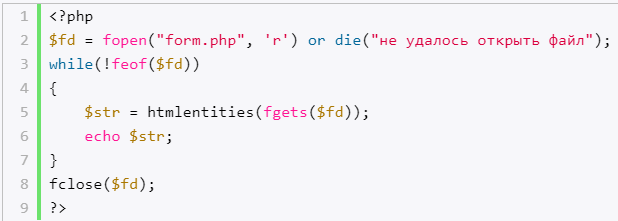 1 <?php
2 $fd = fopen("form.php", 'r') or die("не удалось открыть файл");
3 while(!feof($fd))
4 {
5     $str = htmlentities(fgets($fd));
6     echo $str;
7 }
8 fclose($fd);
9 ?>